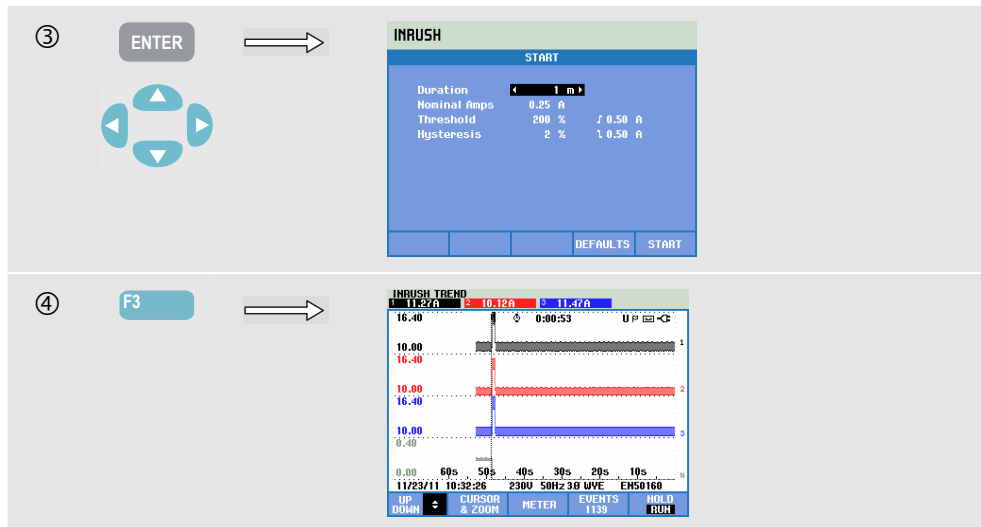 ③
ENTER
INRUSH
START
Duration 1 m
Nominal Amps 0.25 A
Threshold 200 % 0.50 A
Hysteresis 2 % 0.50 A
DEFAULTS START
④
F3
INRUSH TREND
1 11.27A 2 10.12A 3 11.47A
16.40 0:00:53 U P
10.00 1
16.40
10.00 2
16.40
10.00 3
0.40
0.00 60s 50s 40s 30s 20s 10s N
11/23/11 10:32:26 230V 50Hz 3Ø WYE EN50160
UP DOWN CURSOR & ZOOM METER EVENTS 1139 HOLD RUN